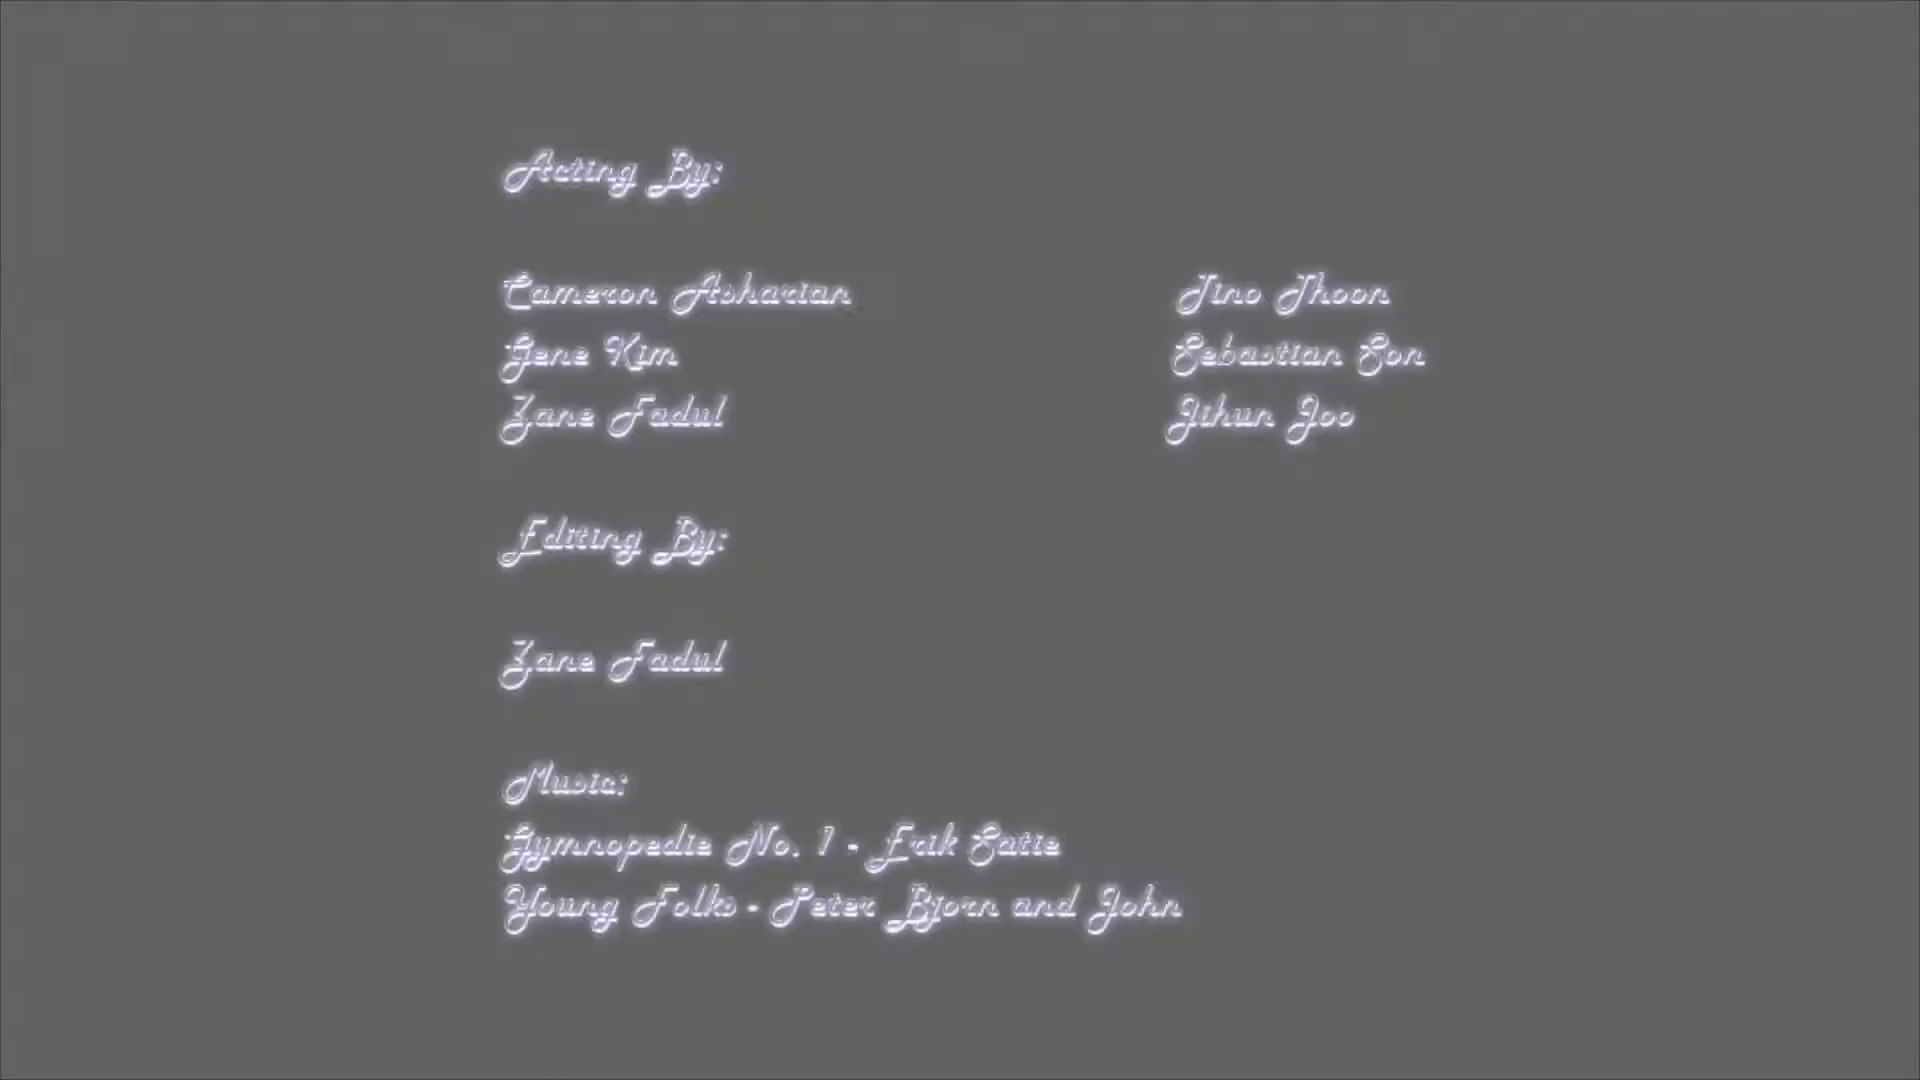 Acting By:
Cameron Asharian
Tino Thoon
Gene Kim
Sebastian Son
Zane Fadul
Jihun Joo
Editing By:
Zane Fadul
Music:
Gymnopedie No. 1 - Erik Satie
Young Folks - Peter Bjorn and John